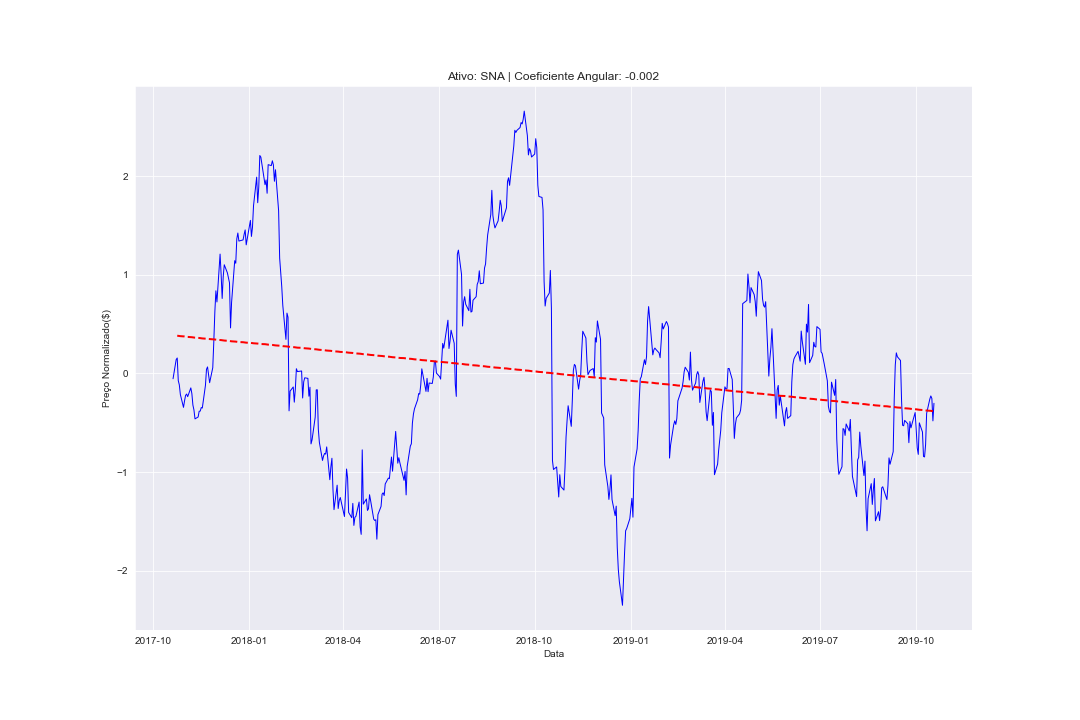 Ativo: SNA | Coeficiente Angular: -0.002
Preço Normalizado($)
2
1
0
−1
−2
2017-10 2018-01 2018-04 2018-07 2018-10 2019-01 2019-04 2019-07 2019-10
Data